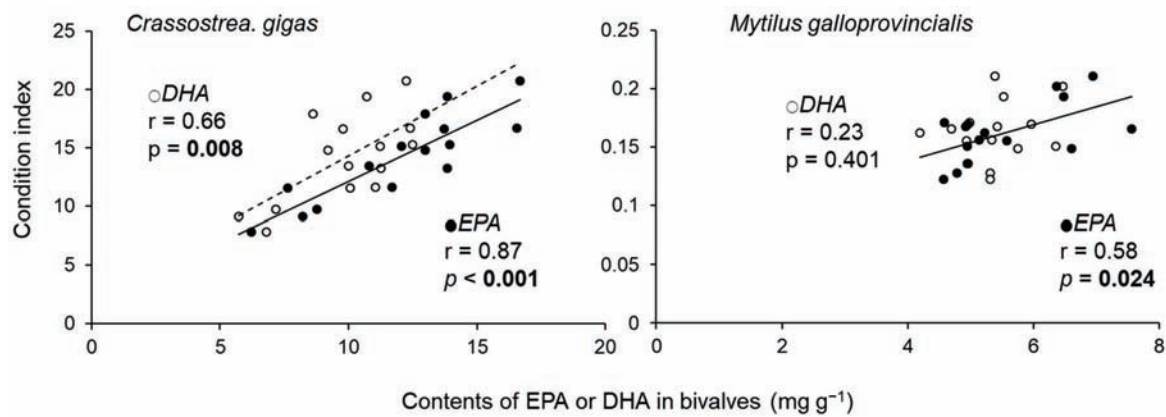 Crassostrea. gigas
Condition index
25
20
15
10
5
0
0
5
10
15
20
○DHA
r = 0.66
p = 0.008
●EPA
r = 0.87
p < 0.001
Mytilus galloprovincialis
0.25
0.2
0.15
0.1
0.05
0
0
2
4
6
8
○DHA
r = 0.23
p = 0.401
●EPA
r = 0.58
p = 0.024
Contents of EPA or DHA in bivalves (mg g⁻¹)